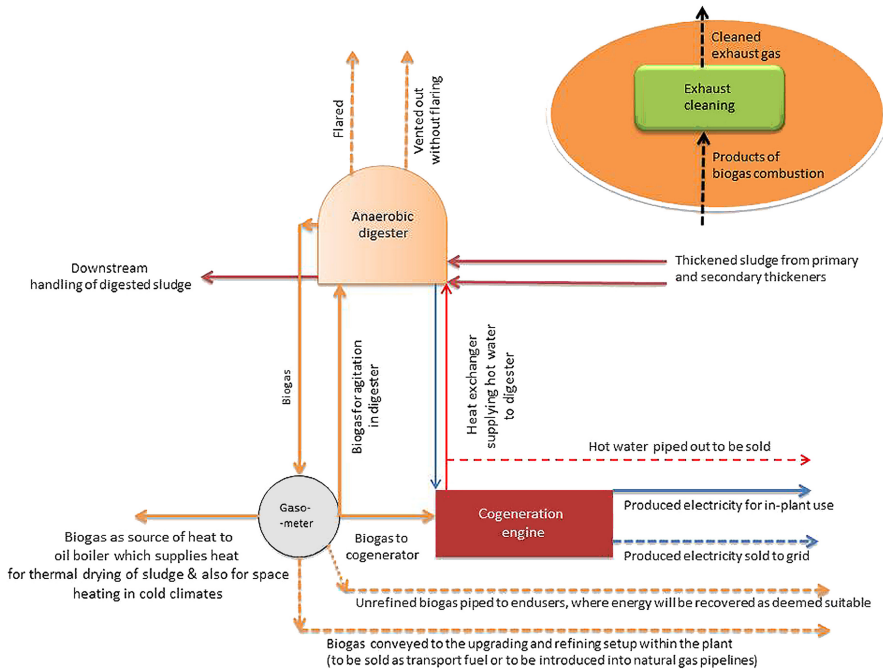 Cleaned
exhaust gas
Exhaust
cleaning
Products of
biogas combustion
Flared
Vented out
without flaring
Anaerobic
digester
Downstream
handling of digested sludge
Thickened sludge from primary
and secondary thickeners
Biogas
Biogas for agitation
in digester
Heat exchanger
supplying hot water
to digester
Hot water piped out to be sold
Gaso-
-meter
Biogas to
cogenerator
Cogeneration
engine
Produced electricity for in-plant use
Produced electricity sold to grid
Biogas as source of heat to
oil boiler which supplies heat
for thermal drying of sludge & also for space
heating in cold climates
Unrefined biogas piped to endusers, where energy will be recovered as deemed suitable
Biogas conveyed to the upgrading and refining setup within the plant
(to be sold as transport fuel or to be introduced into natural gas pipelines)